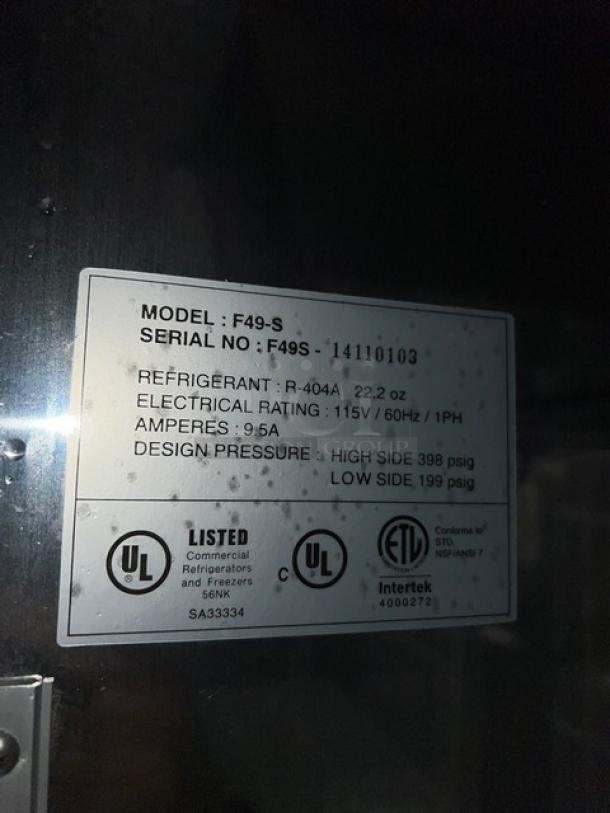 MODEL : F49-S
SERIAL NO : F49S - 14110103
REFRIGERANT : R-404A 22.2 oz
ELECTRICAL RATING : 115V / 60Hz / 1PH
AMPERES : 9.5A
DESIGN PRESSURE : HIGH SIDE 398 psig
LOW SIDE 199 psig
UL
LISTED
Commercial
Refrigerators
and Freezers
56NK
SA33334
C UL
ETL
Intertek
4000272
Conforms to
STD.
NSF/ANSI 7
GROUP